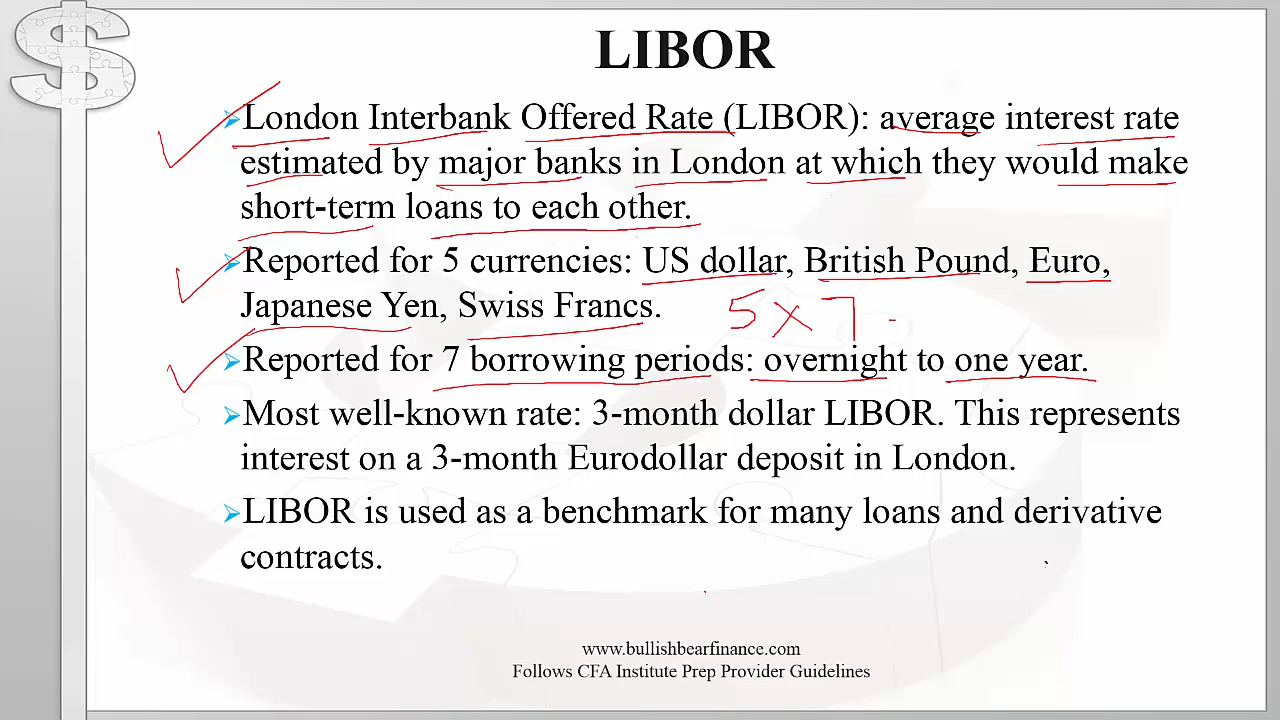 LIBOR
➢London Interbank Offered Rate (LIBOR): average interest rate
estimated by major banks in London at which they would make
short-term loans to each other.
➢Reported for 5 currencies: US dollar, British Pound, Euro,
Japanese Yen, Swiss Francs.
5 X 7
➢Reported for 7 borrowing periods: overnight to one year.
➢Most well-known rate: 3-month dollar LIBOR. This represents
interest on a 3-month Eurodollar deposit in London.
➢LIBOR is used as a benchmark for many loans and derivative
contracts.
www.bullishbearfinance.com
Follows CFA Institute Prep Provider Guidelines